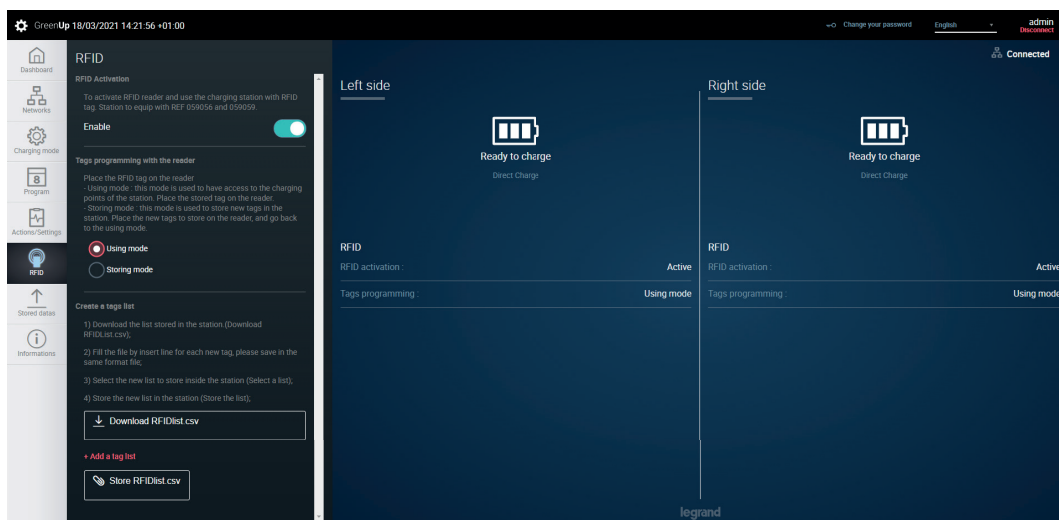 GreenUp 18/03/2021 14:21:56 +01:00
Change your password
English
admin
Disconnect
Dashboard
Networks
Charging mode
8
Program
Actions/Settings
RFID
Stored datas
Informations
RFID
RFID Activation
To activate RFID reader and use the charging station with RFID
tag. Station to equip with REF 059056 and 059059.
Enable
Tags programming with the reader
Place the RFID tag on the reader
- Using mode : this mode is used to have access to the charging
points of the station. Place the stored tag on the reader.
- Storing mode : this mode is used to store new tags in the
station. Place the new tags to store on the reader, and go back
to the using mode.
Using mode
Storing mode
Create a tags list
1) Download the list stored in the station.(Download
RFIDList.csv);
2) Fill the file by insert line for each new tag, please save in the
same format file;
3) Select the new list to store inside the station (Select a list);
4) Store the new list in the station (Store the list);
Download RFIDlist.csv
+ Add a tag list
Store RFIDlist.csv
Connected
Left side
Ready to charge
Direct Charge
RFID
RFID activation : Active
Tags programming : Using mode
Right side
Ready to charge
Direct Charge
RFID
RFID activation : Active
Tags programming : Using mode
legrand